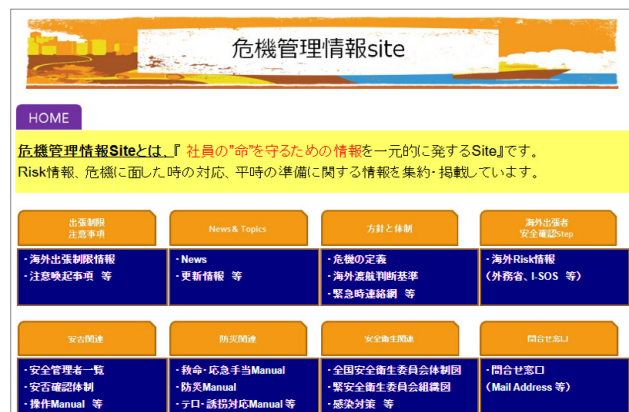 危機管理情報site
HOME
危機管理情報Siteとは、『 社員の"命"を守るための情報を一元的に発するSite』です。
Risk情報、危機に面した時の対応、平時の準備に関する情報を集約・掲載しています。
出張制限
注意事項
News & Topics
方針と体制
海外出張者
安全確認Step
・海外出張制限情報
・注意喚起事項 等
・News
・更新情報 等
・危機の定義
・海外渡航判断基準
・緊急時連絡網 等
・海外Risk情報
（外務省、I-SOS 等）
安否関連
防災関連
安全衛生関連
問合せ窓口
・安全管理者一覧
・安否確認体制
・操作Manual 等
・救命・応急手当Manual
・防災Manual
・テロ・誘拐対応Manual 等
・全国安全衛生委員会体制図
・緊安全衛生委員会組織図
・感染対策 等
・問合せ窓口
（Mail Address 等）